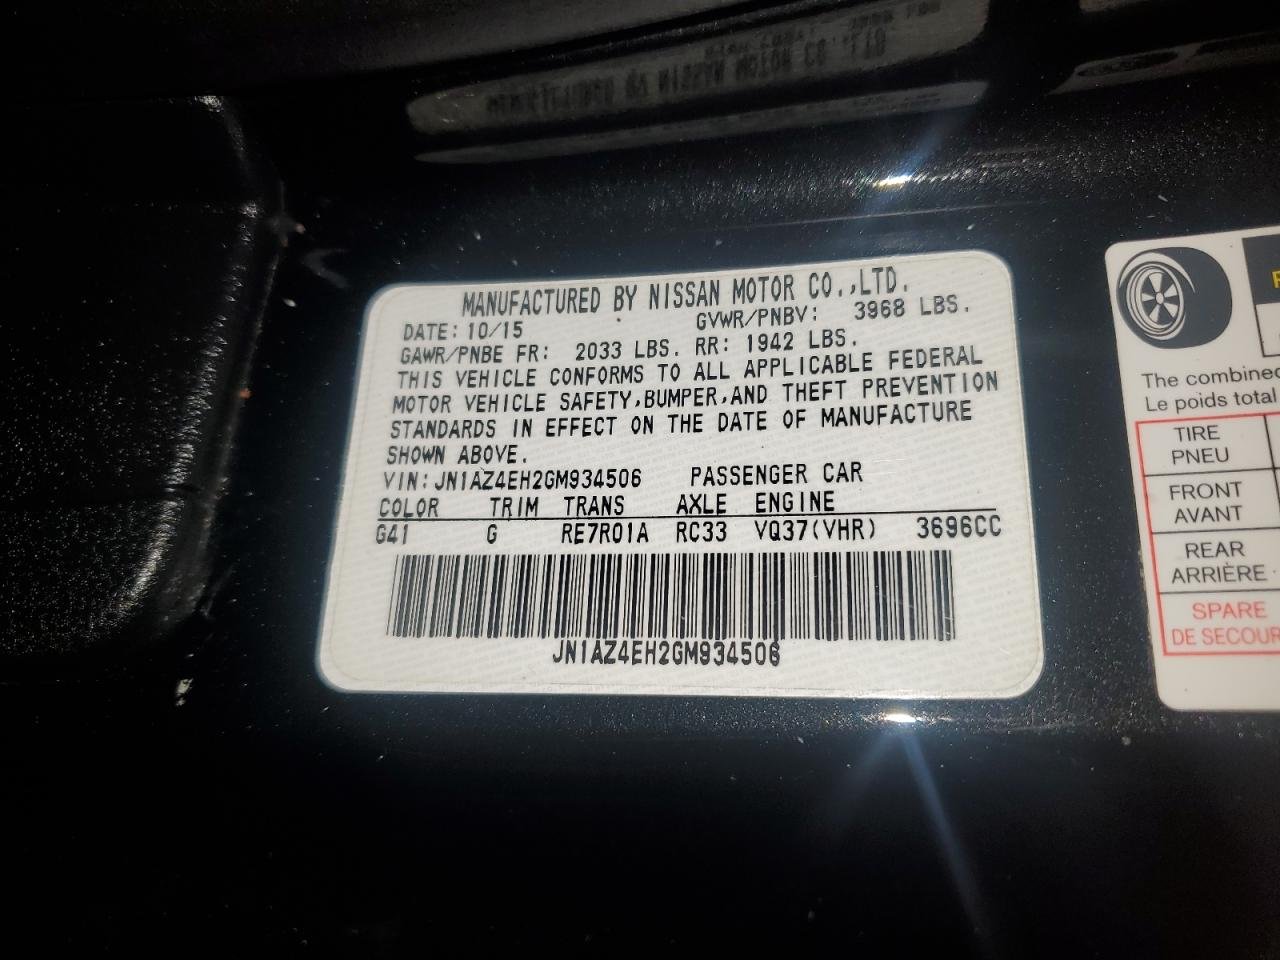 MANUFACTURED BY NISSAN MOTOR CO.,LTD.
DATE: 10/15 GVWR/PNBV: 3968 LBS.
GAWR/PNBE FR: 2033 LBS. RR: 1942 LBS.
THIS VEHICLE CONFORMS TO ALL APPLICABLE FEDERAL
MOTOR VEHICLE SAFETY,BUMPER,AND THEFT PREVENTION
STANDARDS IN EFFECT ON THE DATE OF MANUFACTURE
SHOWN ABOVE.
VIN: JN1AZ4EH2GM934506 PASSENGER CAR
COLOR TRIM TRANS AXLE ENGINE
G41 G RE7R01A RC33 VQ37(VHR) 3696CC
JN1AZ4EH2GM934506
The combined
Le poids total
TIRE
PNEU
FRONT
AVANT
REAR
ARRIÈRE
SPARE
DE SECOUR